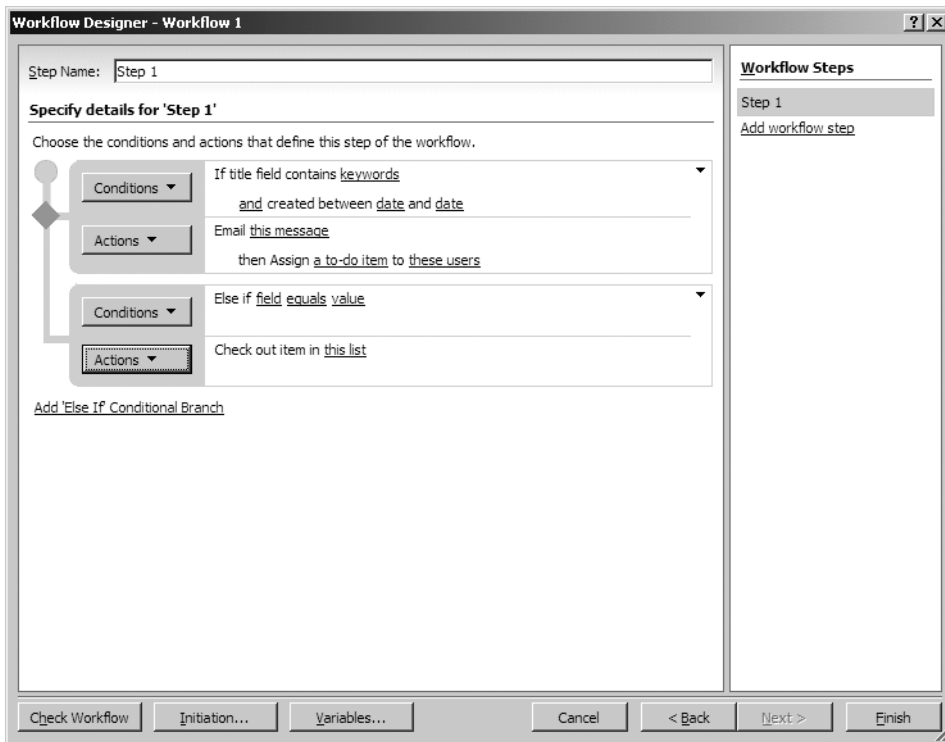 Workflow Designer - Workflow 1
Step Name: Step 1
Specify details for 'Step 1'
Choose the conditions and actions that define this step of the workflow.
Conditions
If title field contains keywords
and created between date and date
Actions
Email this message
then Assign a to-do item to these users
Conditions
Else if field equals value
Actions
Check out item in this list
Add 'Else If' Conditional Branch
Workflow Steps
Step 1
Add workflow step
Check Workflow
Initiation...
Variables...
Cancel
< Back
Next >
Finish